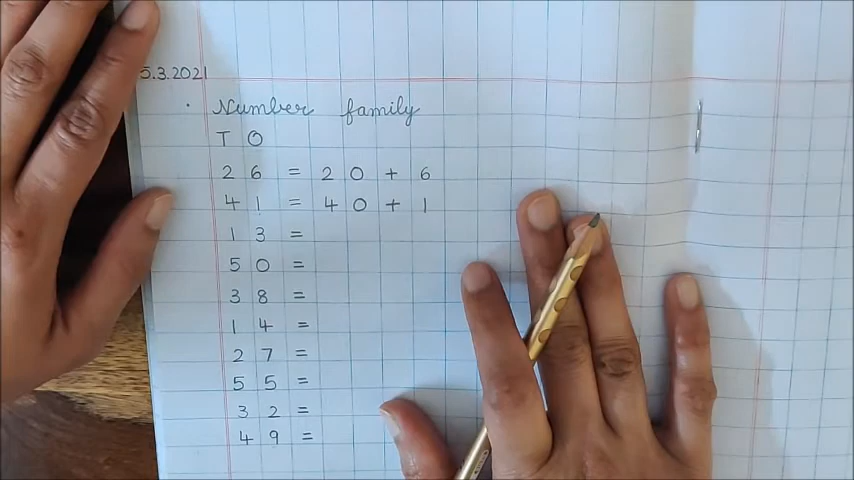 5.3.2021
Number family
T O
2 6 = 2 0 + 6
4 1 = 4 0 + 1
1 3 =
5 0 =
3 8 =
1 4 =
2 7 =
5 5 =
3 2 =
4 9 =